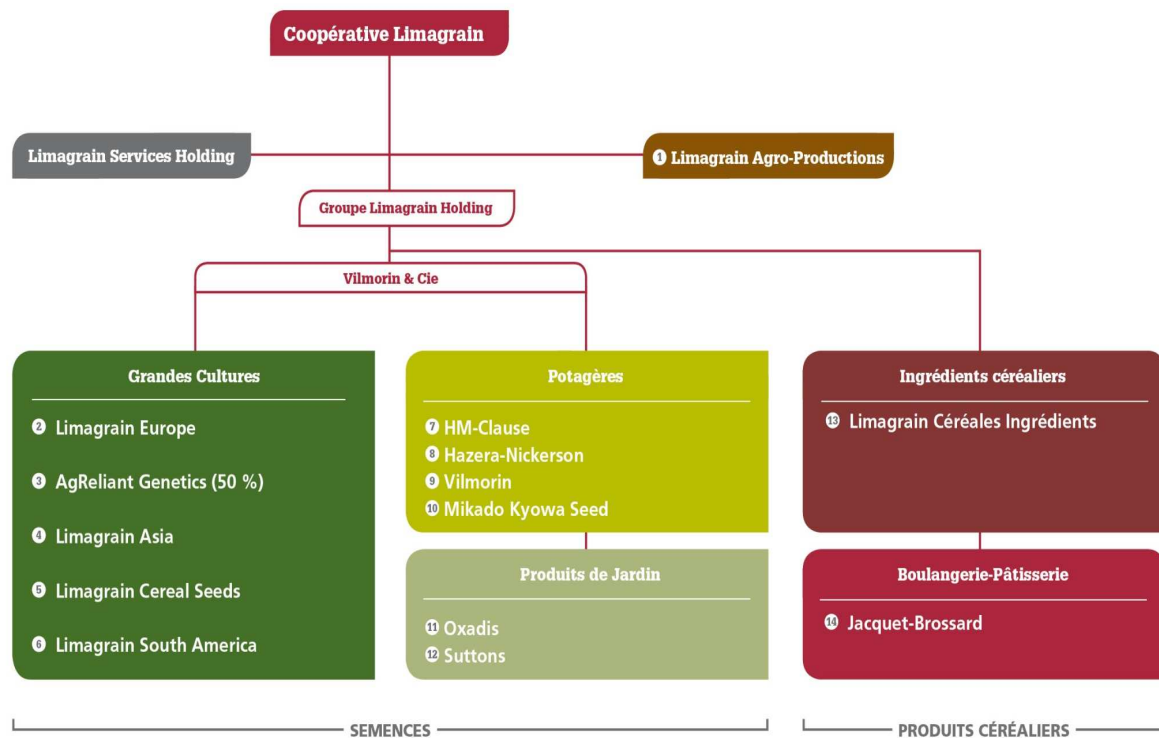 Coopérative Limagrain
Limagrain Services Holding
1 Limagrain Agro-Productions
Groupe Limagrain Holding
Vilmorin & Cie
Grandes Cultures
2 Limagrain Europe
3 AgReliant Genetics (50 %)
4 Limagrain Asia
5 Limagrain Cereal Seeds
6 Limagrain South America
Potagères
7 HM-Clause
8 Hazera-Nickerson
9 Vilmorin
10 Mikado Kyowa Seed
Produits de Jardin
11 Oxadis
12 Suttons
Ingrédients céréaliers
13 Limagrain Céréales Ingrédients
Boulangerie-Pâtisserie
14 Jacquet-Brossard
SEMENCES
PRODUITS CÉRÉALIERS